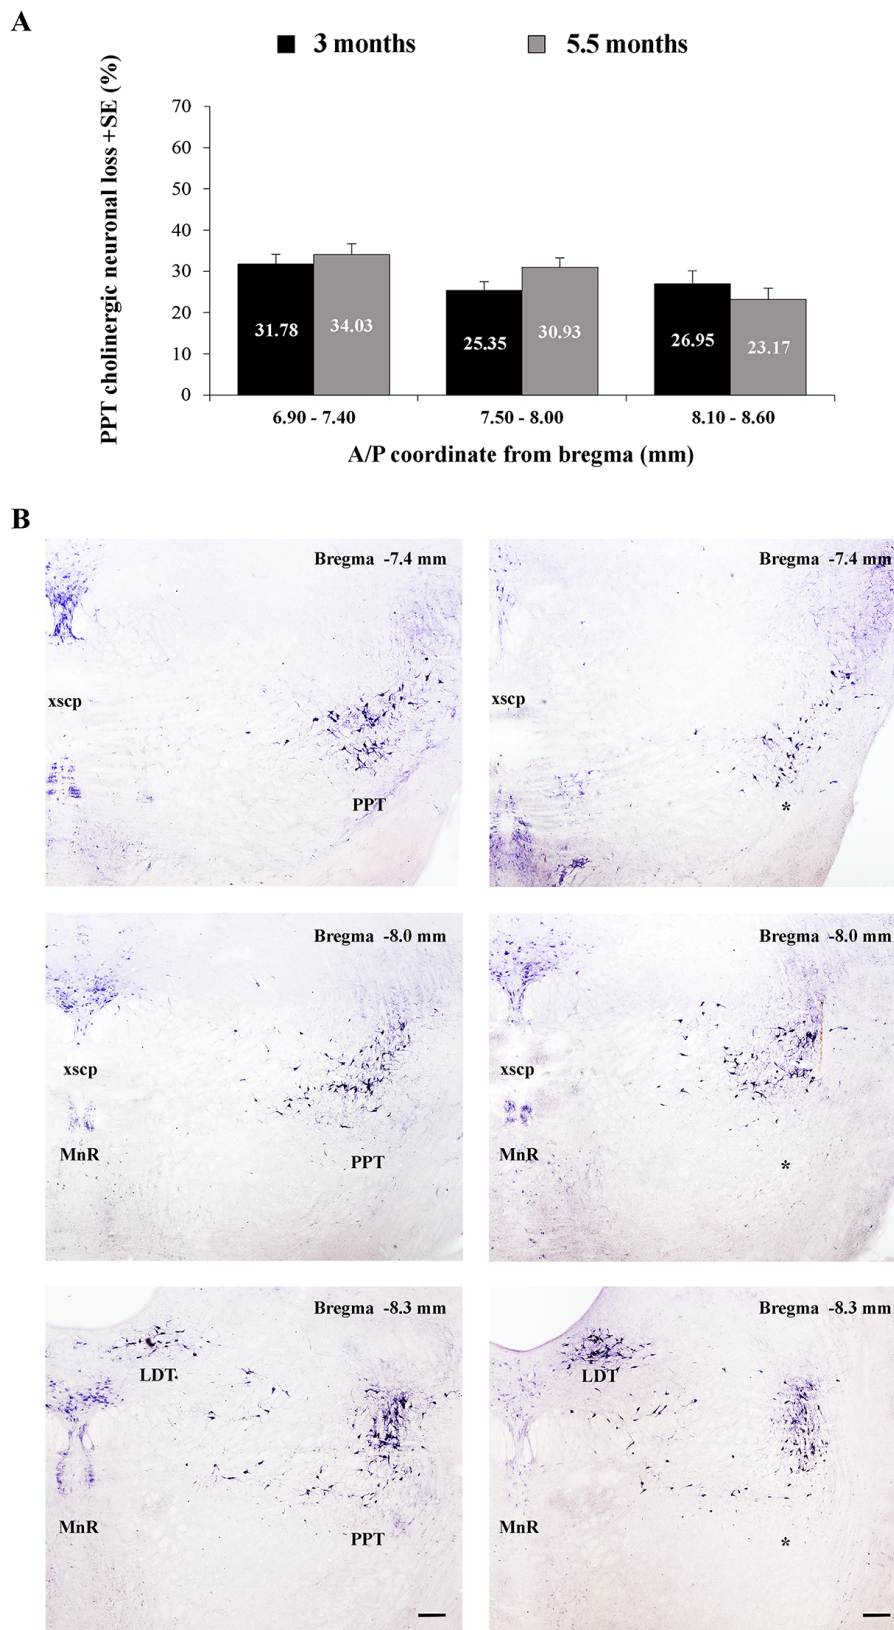 A
3 months
5.5 months
PPT cholinergic neuronal loss +SE (%)
70
60
50
40
30
20
10
0
31.78
34.03
25.35
30.93
26.95
23.17
6.90 - 7.40
7.50 - 8.00
8.10 - 8.60
A/P coordinate from bregma (mm)
B
Bregma -7.4 mm
xscp
PPT
Bregma -7.4 mm
xscp
*
Bregma -8.0 mm
xscp
MnR
PPT
Bregma -8.0 mm
xscp
MnR
*
Bregma -8.3 mm
LDT
MnR
PPT
Bregma -8.3 mm
LDT
MnR
*